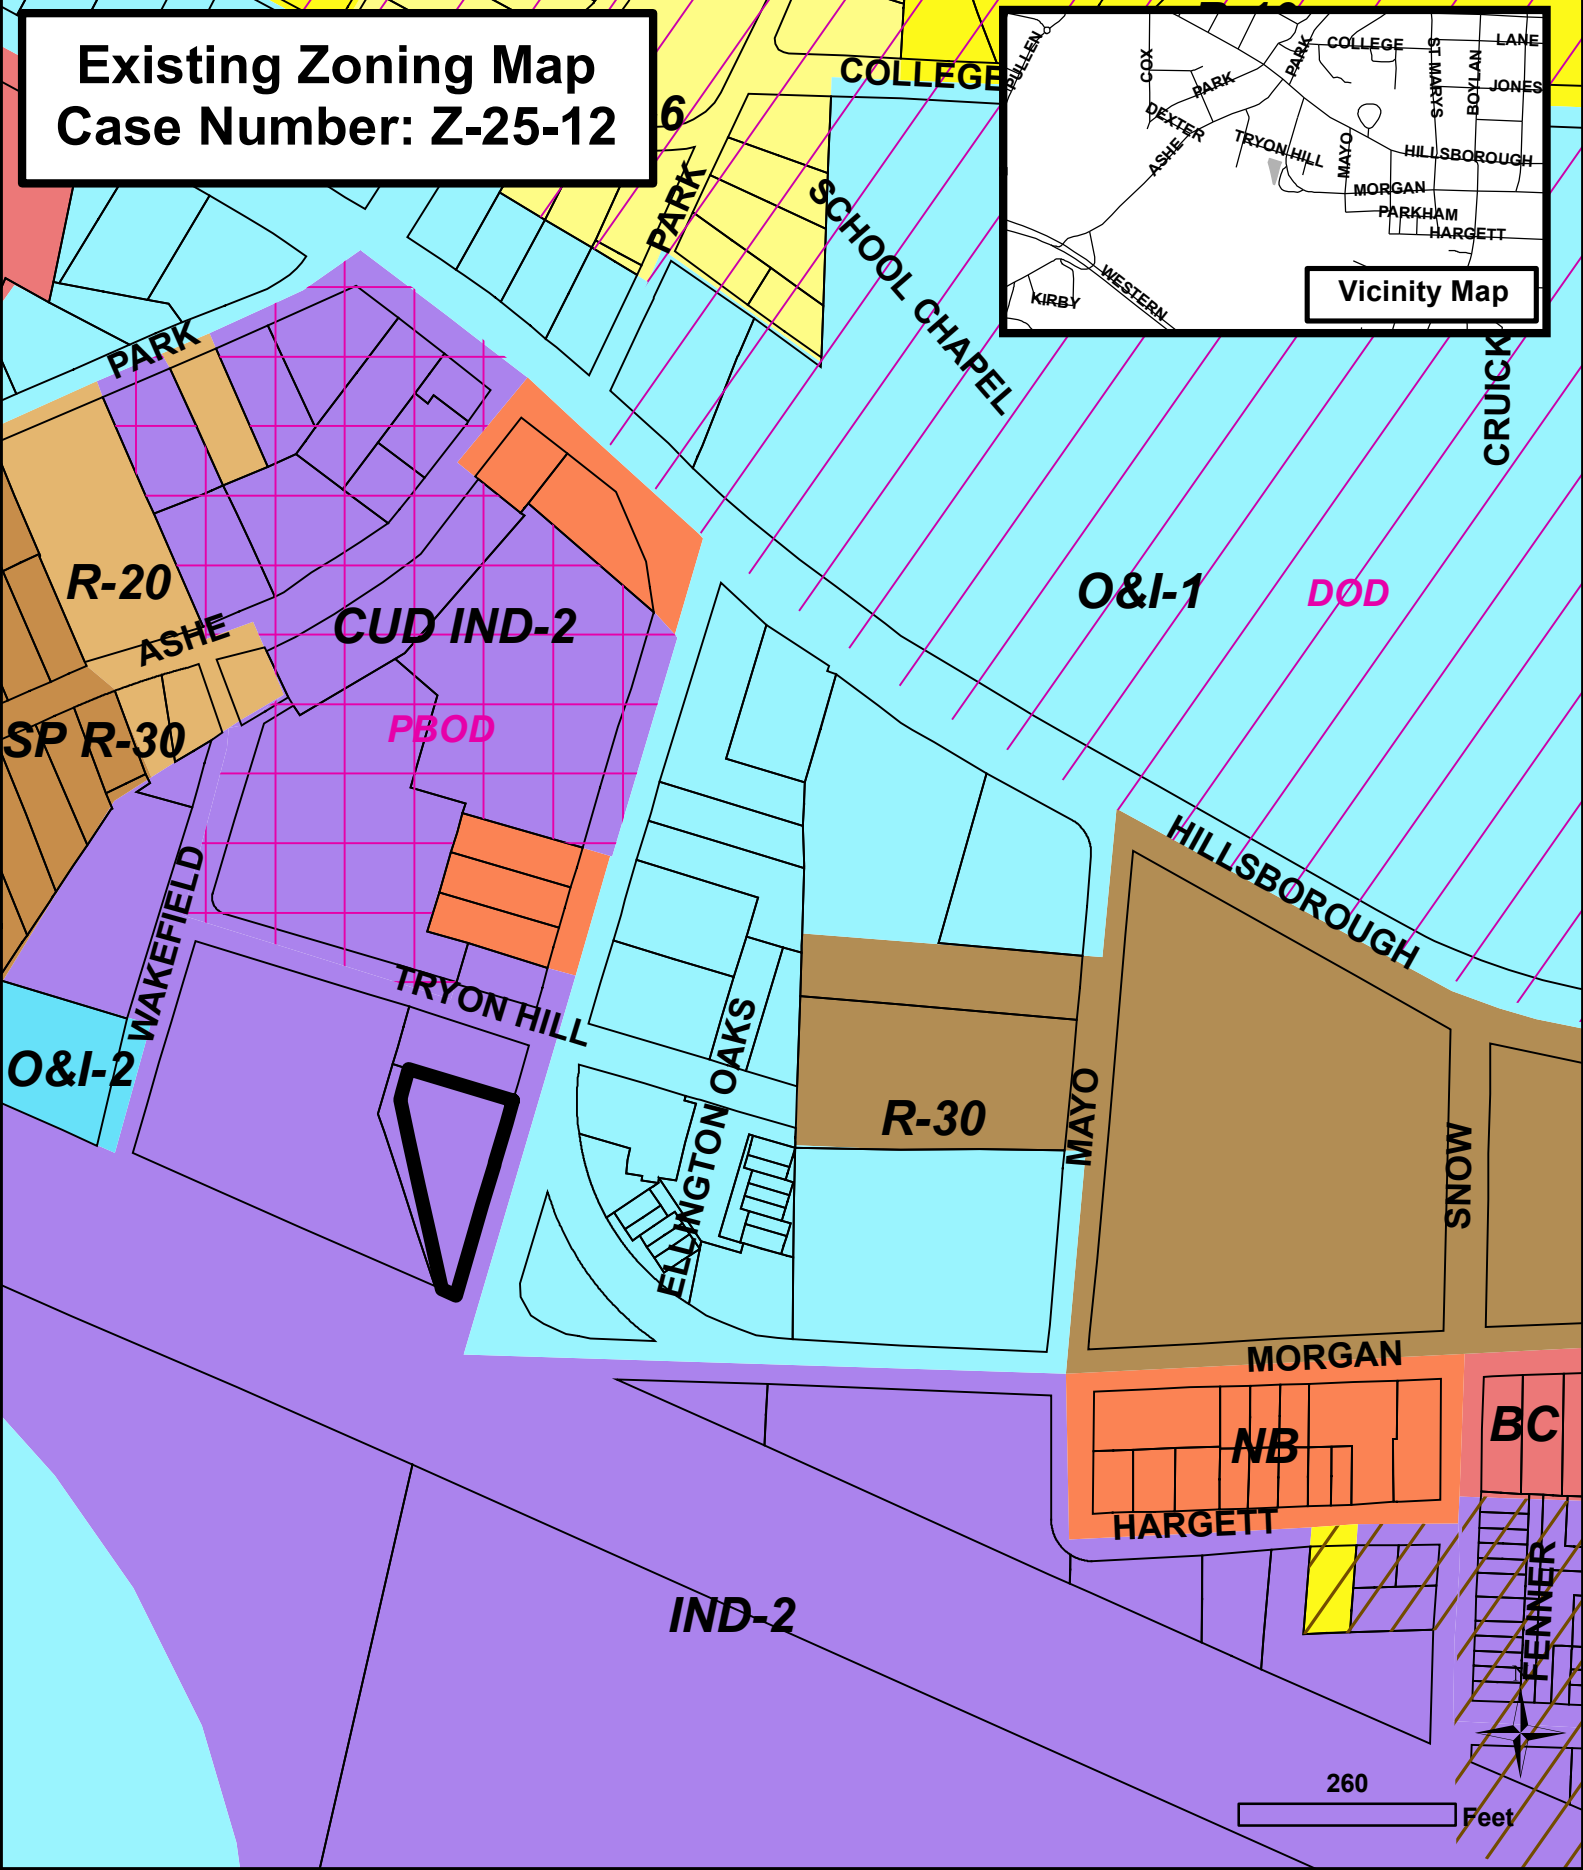 Existing Zoning Map
Case Number: Z-25-12
6
COLLEGE
PARK
SCHOOL CHAPEL
PULLEN
COX
PARK
PARK
COLLEGE
ST MARYS
BOYLAN
LANE
JONES
DEXTER
ASHE
TRYON HILL
MAYO
HILLSBOROUGH
MORGAN
PARKHAM
HARGETT
WESTERN
KIRBY
Vicinity Map
CRUICK
PARK
R-20
ASHE
CUD IND-2
O&I-1
DOD
SP R-30
PBOD
HILLSBOROUGH
WAKEFIELD
TRYON HILL
O&I-2
ELLINGTON OAKS
R-30
MAYO
SNOW
MORGAN
NB
BC
HARGETT
FENNER
IND-2
260
Feet